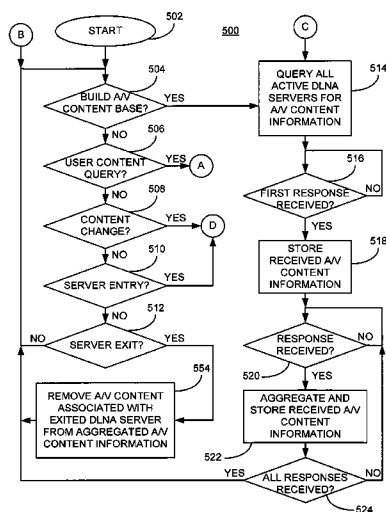 B
START
502
500
C
504
BUILD A/V
CONTENT BASE?
YES
NO
514
QUERY ALL
ACTIVE DLNA
SERVERS FOR
A/V CONTENT
INFORMATION
506
USER CONTENT
QUERY?
YES
A
NO
508
CONTENT
CHANGE?
YES
D
NO
510
SERVER ENTRY?
YES
NO
512
SERVER EXIT?
NO
YES
554
REMOVE A/V CONTENT
ASSOCIATED WITH
EXITED DLNA SERVER
FROM AGGREGATED A/V
CONTENT INFORMATION
516
FIRST RESPONSE
RECEIVED?
NO
YES
518
STORE
RECEIVED A/V
CONTENT
INFORMATION
RESPONSE
RECEIVED?
NO
520
YES
AGGREGATE AND
STORE RECEIVED A/V
CONTENT
INFORMATION
522
YES
ALL RESPONSES
RECEIVED?
NO
524